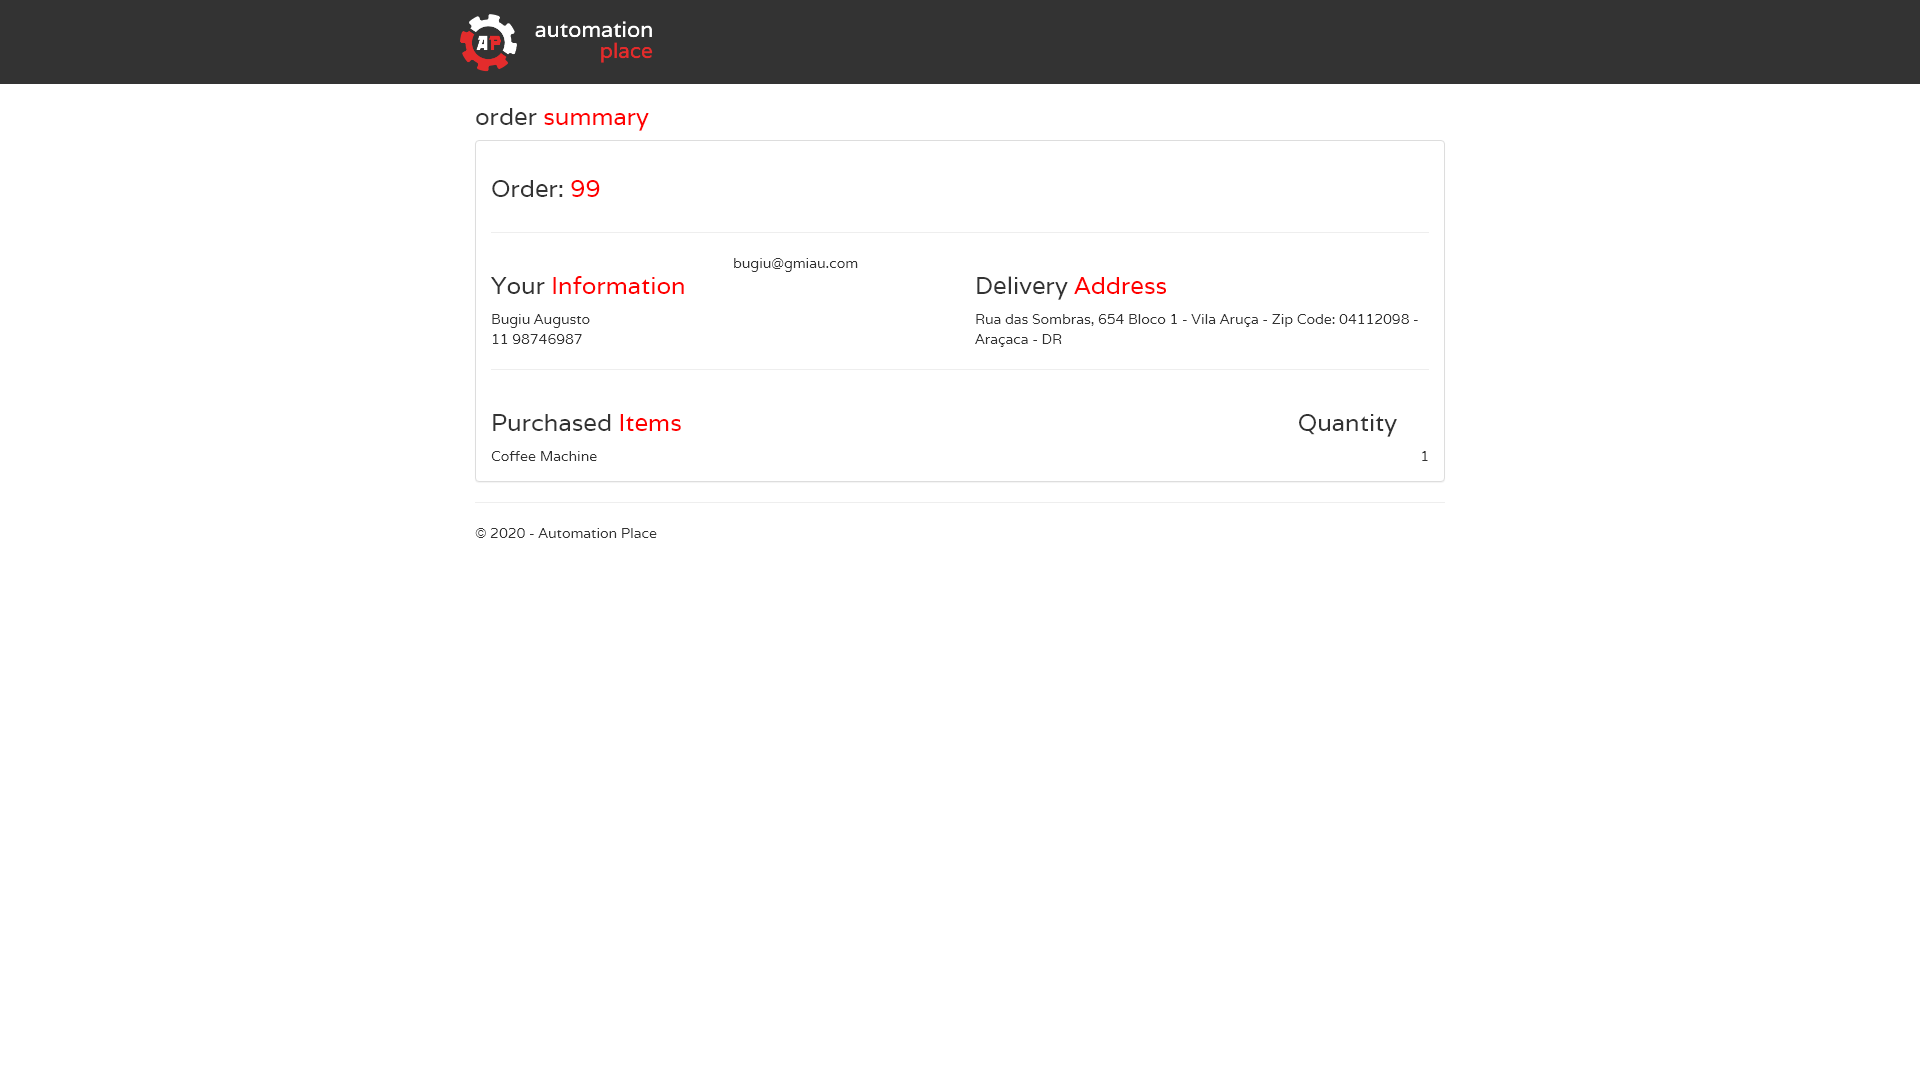 AP
automation
place
order summary
Order: 99
bugiu@gmiau.com
Your Information
Bugiu Augusto
11 98746987
Delivery Address
Rua das Sombras, 654 Bloco 1 - Vila Aruça - Zip Code: 04112098 -
Araçaca - DR
Purchased Items
Quantity
Coffee Machine
1
© 2020 - Automation Place